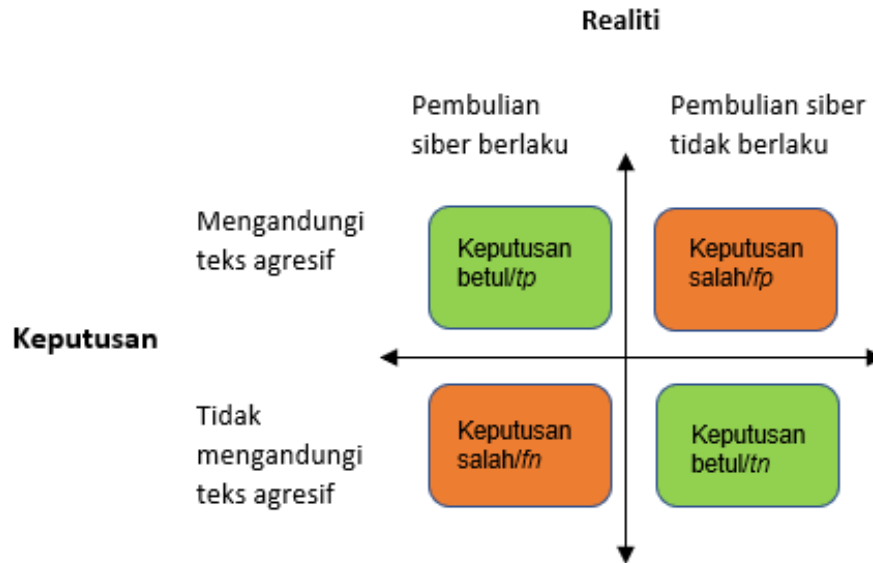 Realiti
Pembulian
siber berlaku
Pembulian siber
tidak berlaku
Mengandungi
teks agresif
Keputusan
betul/tp
Keputusan
salah/fp
Keputusan
Tidak
mengandungi
teks agresif
Keputusan
salah/fn
Keputusan
betul/tn